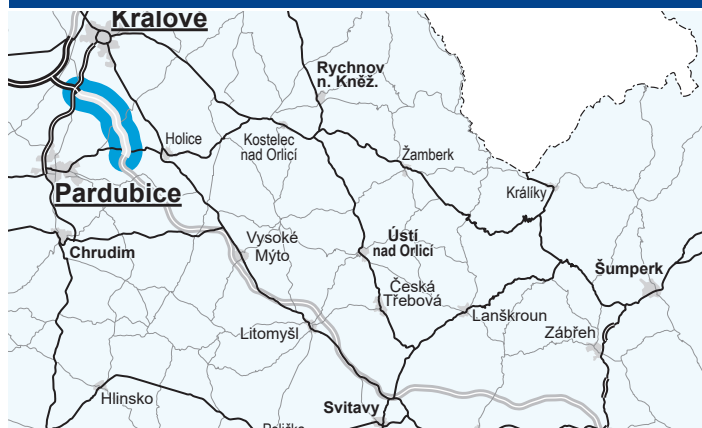 Králové
Rychnov
n. Kněž.
Holice
Kostelec
nad Orlicí
Žamberk
Pardubice
Králíky
Chrudim
Vysoké
Mýto
Ústí
nad Orlicí
Šumperk
Česká
Třebová
Lanškroun
Litomyšl
Zábřeh
Hlinsko
Svitavy